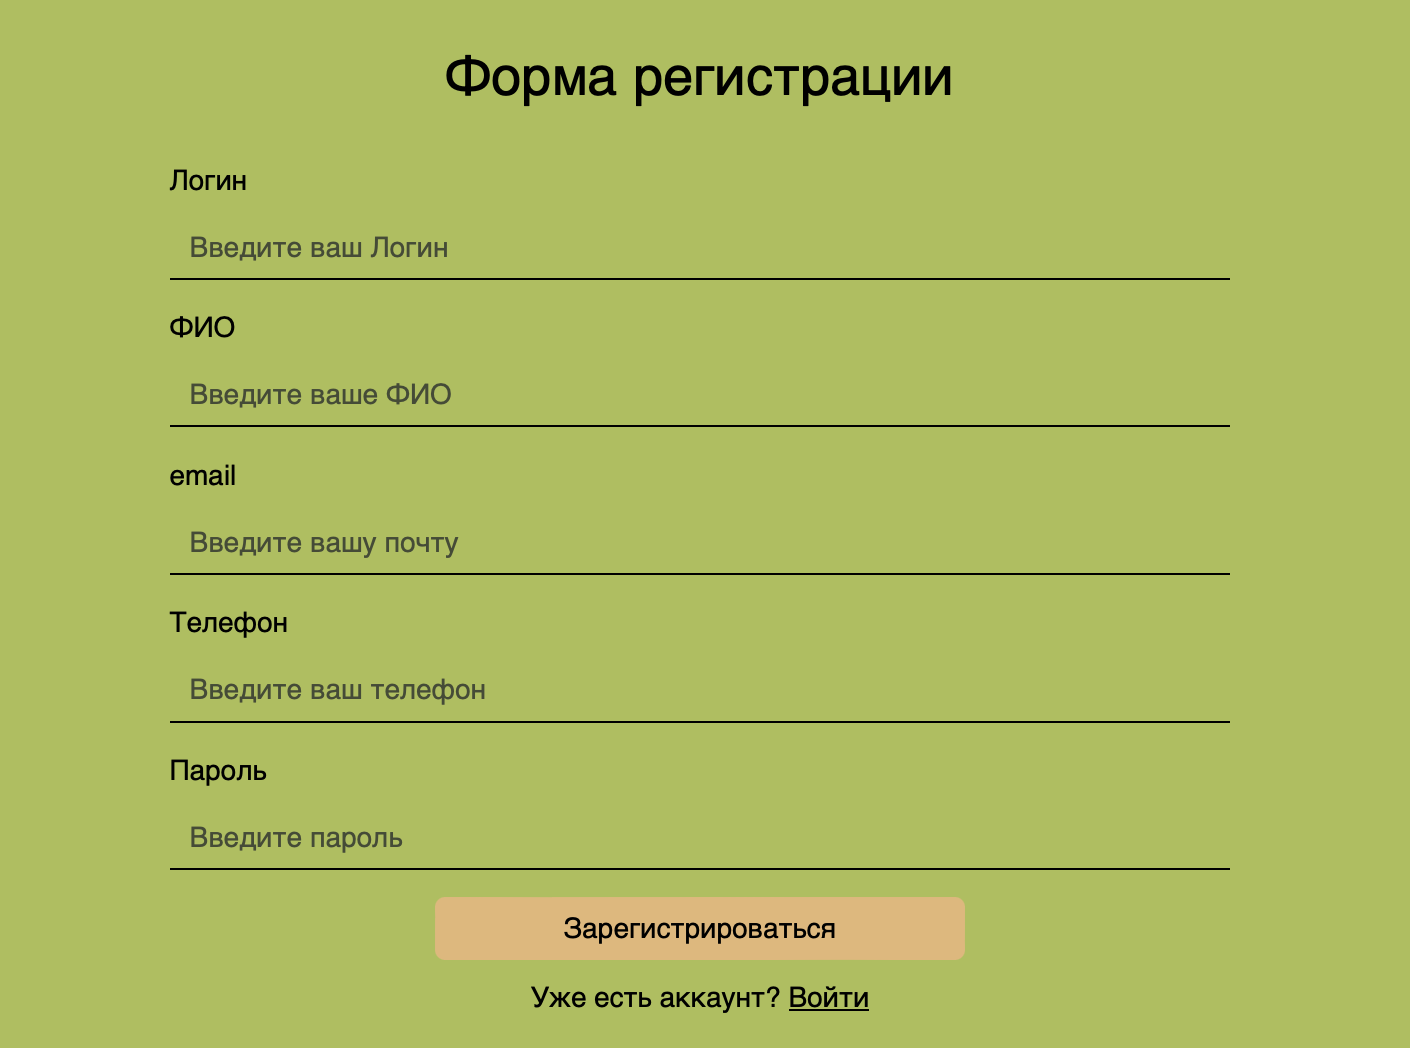 Форма регистрации
Логин
Введите ваш Логин
ФИО
Введите ваше ФИО
email
Введите вашу почту
Телефон
Введите ваш телефон
Пароль
Введите пароль
Зарегистрироваться
Уже есть аккаунт? Войти